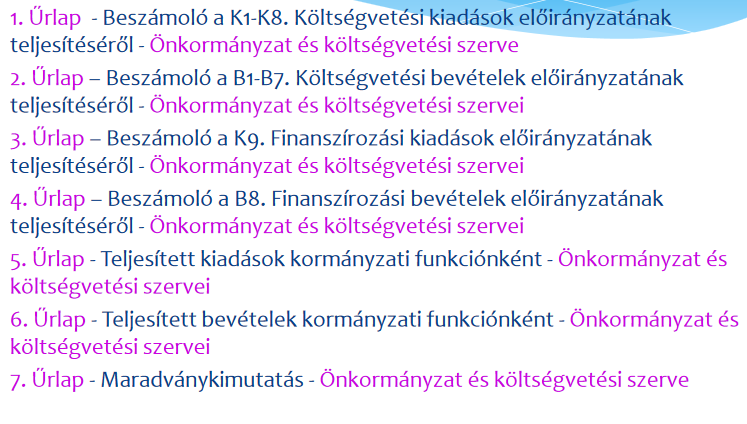 1. Űrlap - Beszámoló a K1-K8. Költségvetési kiadások előirányzatának
teljesítéséről - Önkormányzat és költségvetési szerve
2. Űrlap – Beszámoló a B1-B7. Költségvetési bevételek előirányzatának
teljesítéséről - Önkormányzat és költségvetési szervei
3. Űrlap – Beszámoló a K9. Finanszírozási kiadások előirányzatának
teljesítéséről - Önkormányzat és költségvetési szervei
4. Űrlap – Beszámoló a B8. Finanszírozási bevételek előirányzatának
teljesítéséről - Önkormányzat és költségvetési szervei
5. Űrlap - Teljesített kiadások kormányzati funkciónként - Önkormányzat és
költségvetési szervei
6. Űrlap - Teljesített bevételek kormányzati funkciónként - Önkormányzat és
költségvetési szervei
7. Űrlap - Maradványkimutatás - Önkormányzat és költségvetési szerve